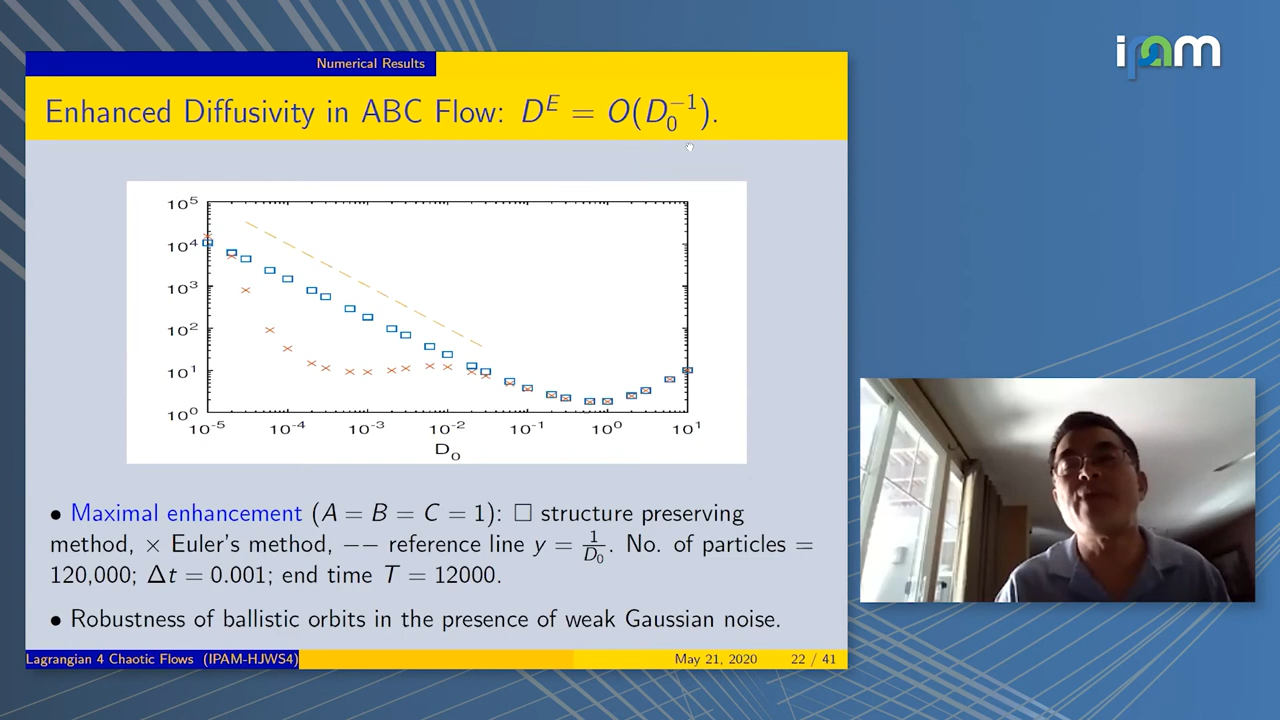 ipam
Numerical Results
Enhanced Diffusivity in ABC Flow: D^E = O(D_0^{-1}).
10^5
10^4
10^3
10^2
10^1
10^0
10^-5 10^-4 10^-3 10^-2 10^-1 10^0 10^1
D_0
• Maximal enhancement (A = B = C = 1): □ structure preserving
method, × Euler's method, −− reference line y = 1/D_0. No. of particles =
120,000; Δt = 0.001; end time T = 12000.
• Robustness of ballistic orbits in the presence of weak Gaussian noise.
Lagrangian 4 Chaotic Flows (IPAM-HJWS4) May 21, 2020 22 / 41